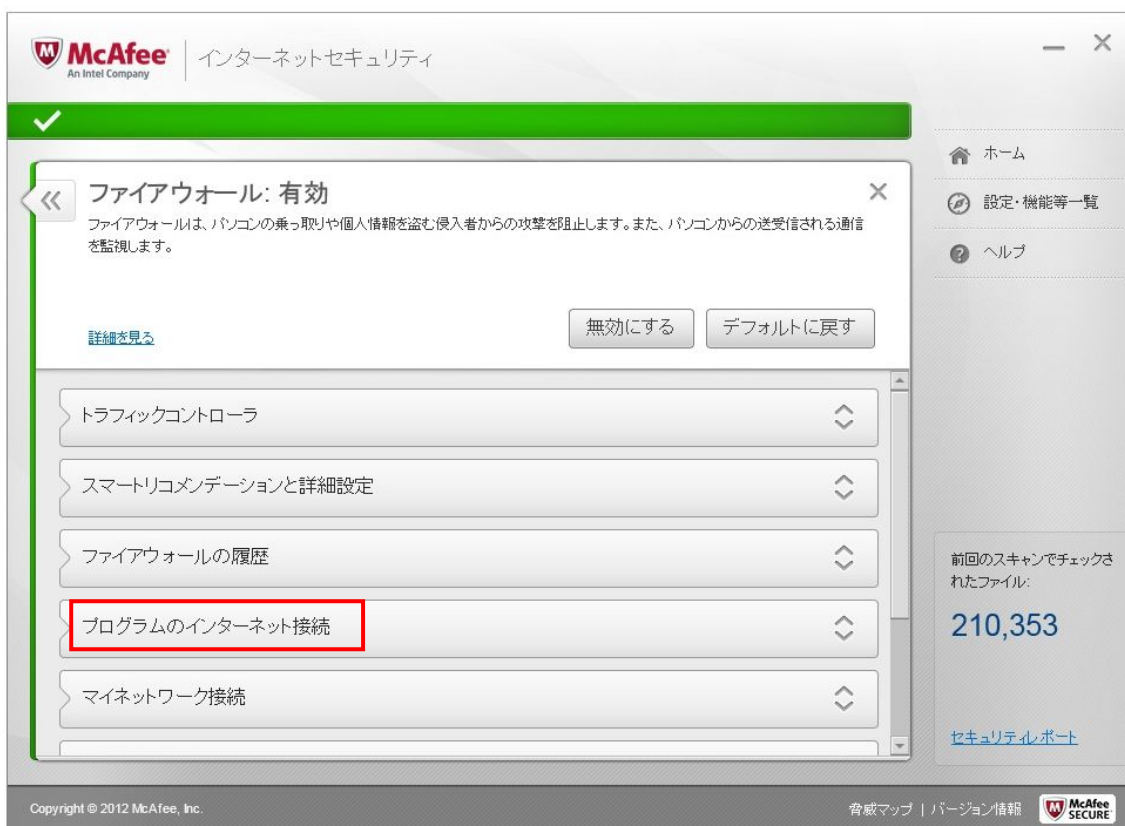 McAfee
An Intel Company
インターネットセキュリティ
ホーム
設定・機能等一覧
ヘルプ
ファイアウォール: 有効
ファイアウォールは、パソコンの乗っ取りや個人情報を盗む侵入者からの攻撃を阻止します。また、パソコンからの送受信される通信
を監視します。
詳細を見る
無効にする
デフォルトに戻す
トラフィックコントローラ
スマートリコメンデーションと詳細設定
ファイアウォールの履歴
プログラムのインターネット接続
マイネットワーク接続
前回のスキャンでチェックさ
れたファイル:
210,353
セキュリティレポート
Copyright © 2012 McAfee, Inc.
脅威マップ | バージョン情報
McAfee
SECURE